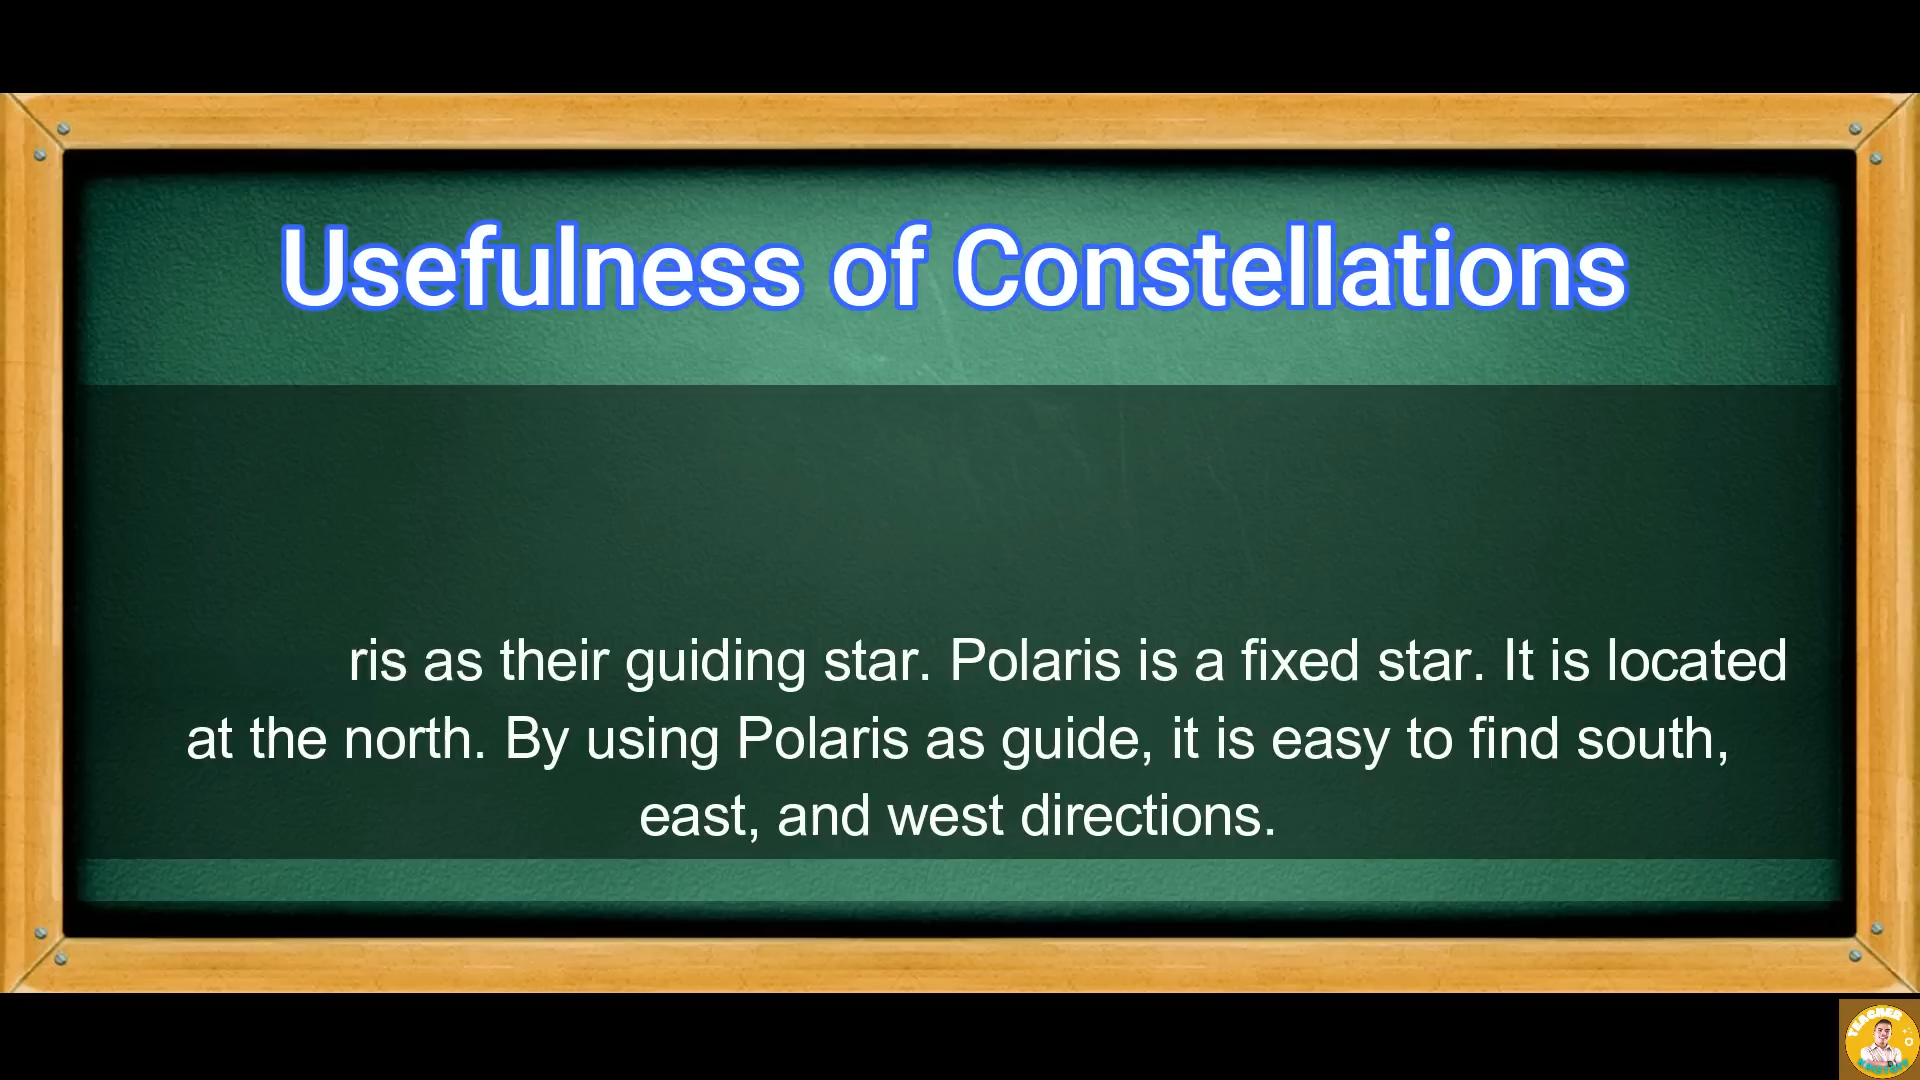 Usefulness of Constellations
ris as their guiding star. Polaris is a fixed star. It is located
at the north. By using Polaris as guide, it is easy to find south,
east, and west directions.
TEACHER